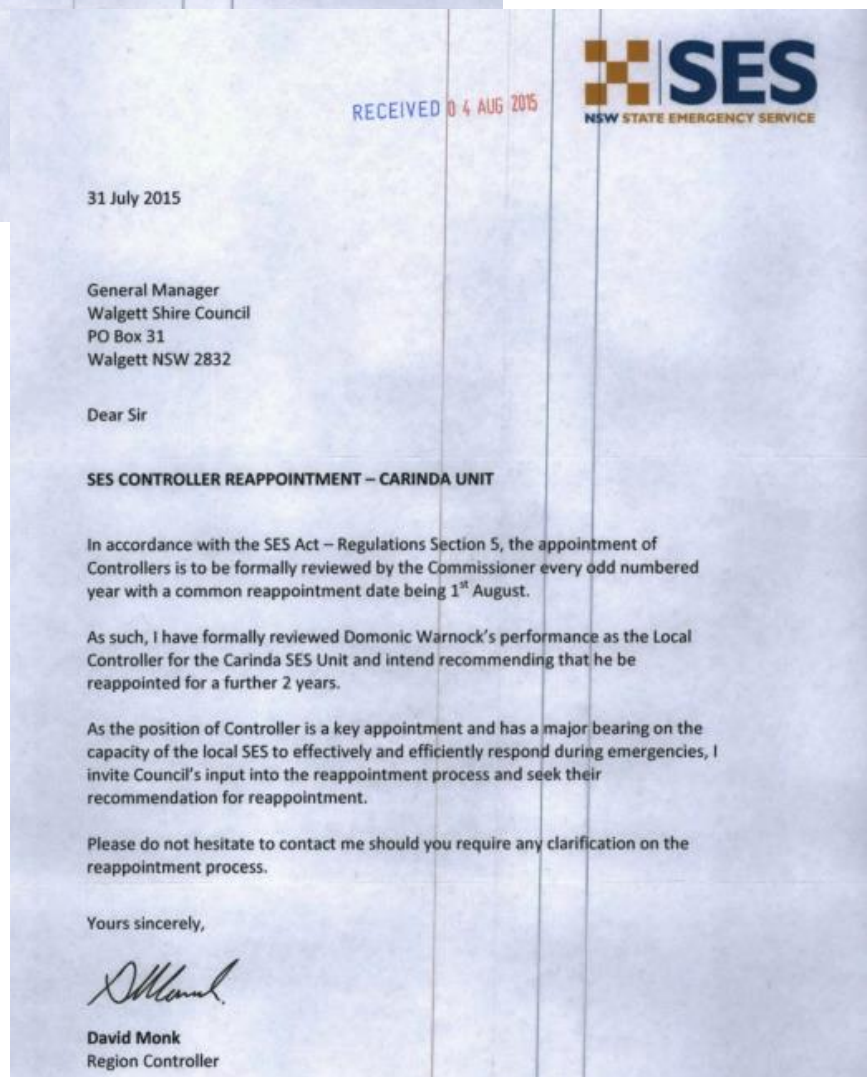 RECEIVED 04 AUG 2015
SES
NSW STATE EMERGENCY SERVICE
31 July 2015
General Manager
Walgett Shire Council
PO Box 31
Walgett NSW 2832
Dear Sir
SES CONTROLLER REAPPOINTMENT – CARINDA UNIT
In accordance with the SES Act – Regulations Section 5, the appointment of
Controllers is to be formally reviewed by the Commissioner every odd numbered
year with a common reappointment date being 1st August.
As such, I have formally reviewed Domonic Warnock's performance as the Local
Controller for the Carinda SES Unit and intend recommending that he be
reappointed for a further 2 years.
As the position of Controller is a key appointment and has a major bearing on the
capacity of the local SES to effectively and efficiently respond during emergencies, I
invite Council's input into the reappointment process and seek their
recommendation for reappointment.
Please do not hesitate to contact me should you require any clarification on the
reappointment process.
Yours sincerely,
David Monk
Region Controller